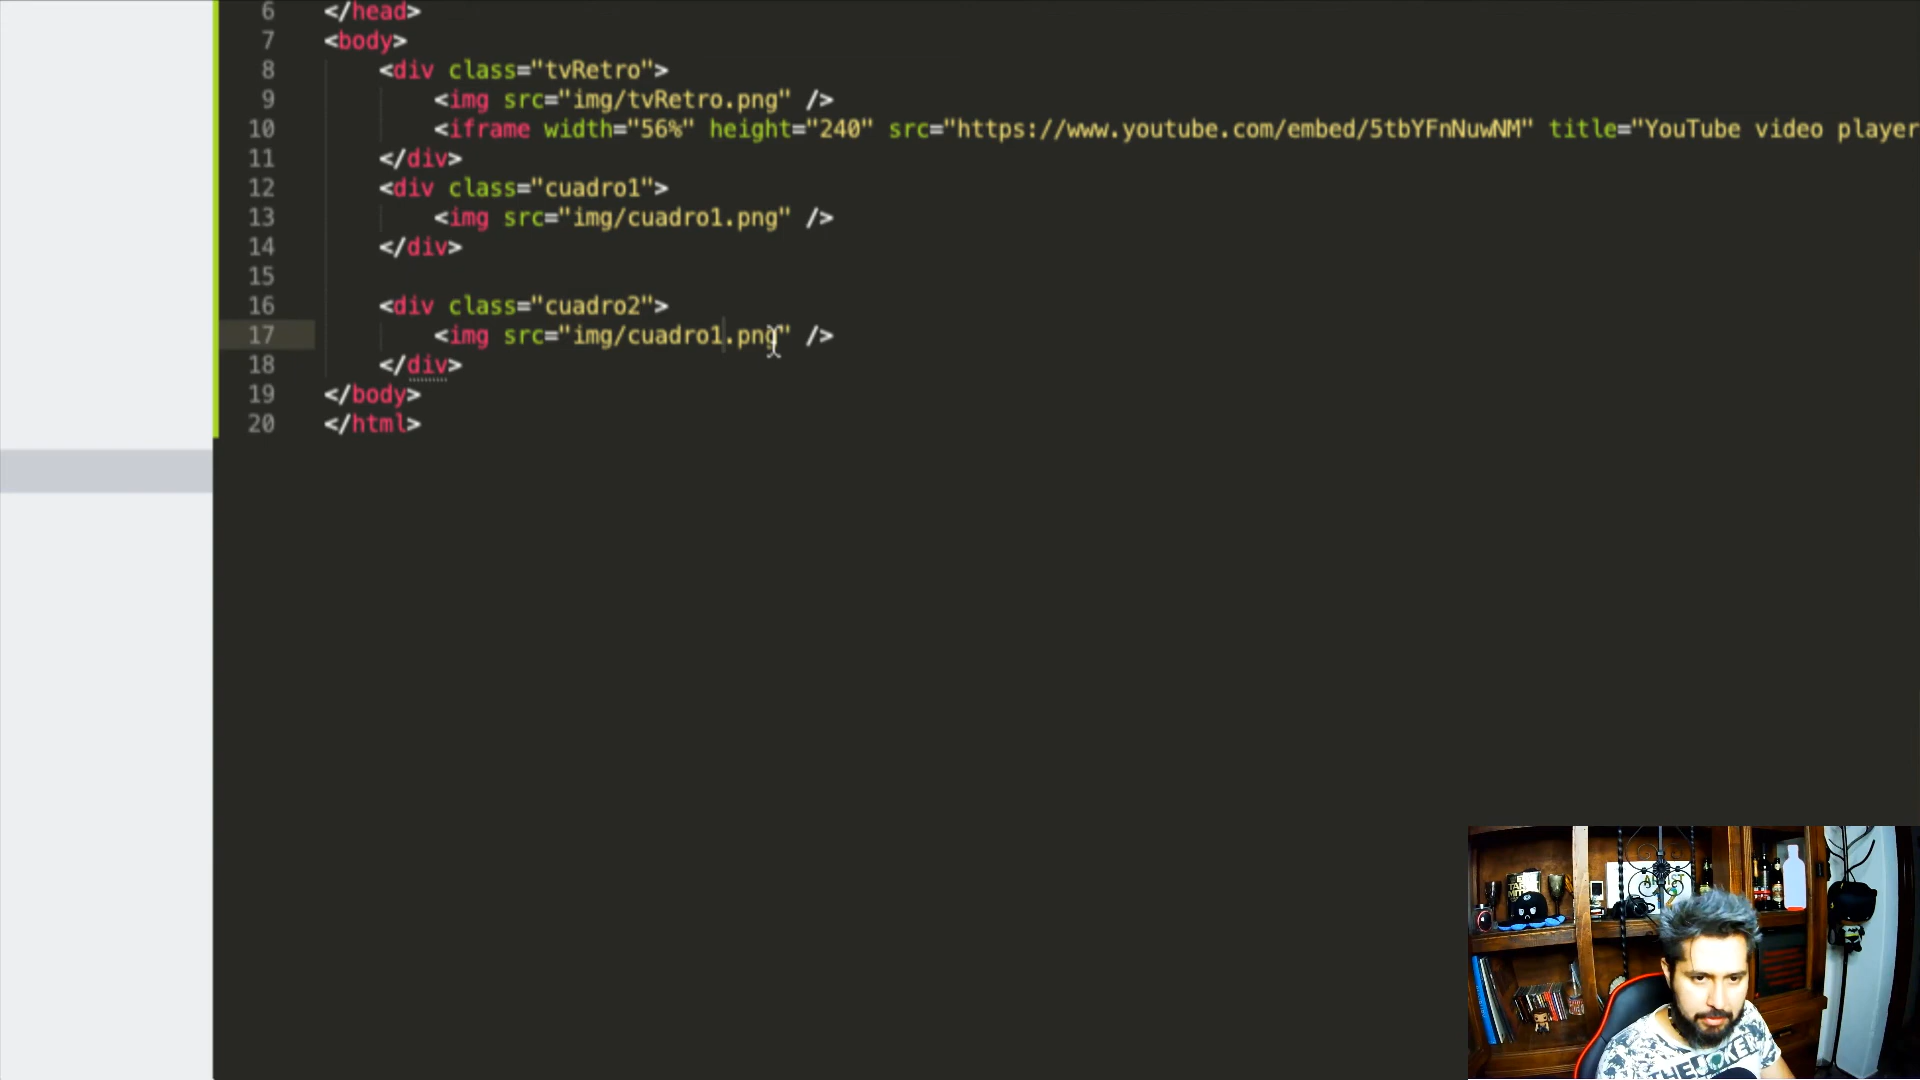 6 </head>
7 <body>
8 <div class="tvRetro">
9 <img src="img/tvRetro.png" />
10 <iframe width="56%" height="240" src="https://www.youtube.com/embed/5tbYFnNuwNM" title="YouTube video player
11 </div>
12 <div class="cuadro1">
13 <img src="img/cuadro1.png" />
14 </div>
15
16 <div class="cuadro2">
17 <img src="img/cuadro1.png" />
18 </div>
19 </body>
20 </html>
THE JOKER